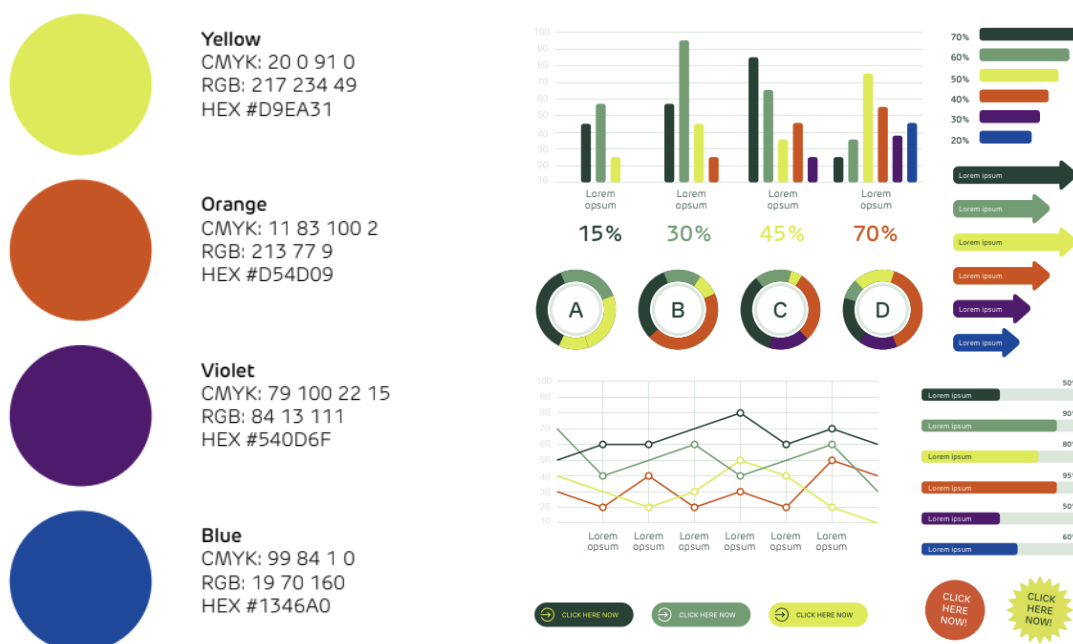 Yellow
CMYK: 20 0 91 0
RGB: 217 234 49
HEX #D9EA31
Orange
CMYK: 11 83 100 2
RGB: 213 77 9
HEX #D54D09
Violet
CMYK: 79 100 22 15
RGB: 84 13 111
HEX #540D6F
Blue
CMYK: 99 84 1 0
RGB: 19 70 160
HEX #1346A0
100
90
80
70
60
50
40
30
20
10
Lorem
opsum
Lorem
opsum
Lorem
opsum
Lorem
opsum
15%
30%
45%
70%
A
B
C
D
100
90
80
70
60
50
40
30
20
10
Lorem
opsum
Lorem
opsum
Lorem
opsum
Lorem
opsum
Lorem
opsum
Lorem
opsum
CLICK HERE NOW
CLICK HERE NOW
CLICK HERE NOW
70%
60%
50%
40%
30%
20%
Lorem ipsum
Lorem ipsum
Lorem ipsum
Lorem ipsum
Lorem ipsum
Lorem ipsum
50%
Lorem ipsum
90%
Lorem ipsum
80%
Lorem ipsum
95%
Lorem ipsum
50%
Lorem ipsum
60%
Lorem ipsum
CLICK
HERE
NOW!
CLICK
HERE
NOW!